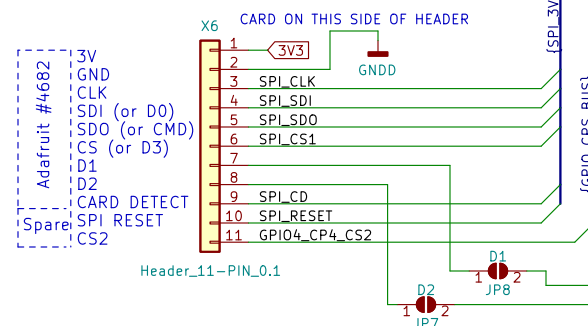 CARD ON THIS SIDE OF HEADER
X6
{SPI_3V
1
3V3
2
GNDD
3
SPI_CLK
4
SPI_SDI
5
SPI_SDO
6
SPI_CS1
7
8
9
SPI_CD
10
SPI_RESET
11
GPIO4_CP4_CS2
Header_11-PIN_0.1
Adafruit #4682
3V
GND
CLK
SDI (or D0)
SDO (or CMD)
CS (or D3)
D1
D2
CARD DETECT
Spare
SPI RESET
CS2
{GPIO_CPS_BUS}
D1
1
2
JP8
D2
1
2
JP7